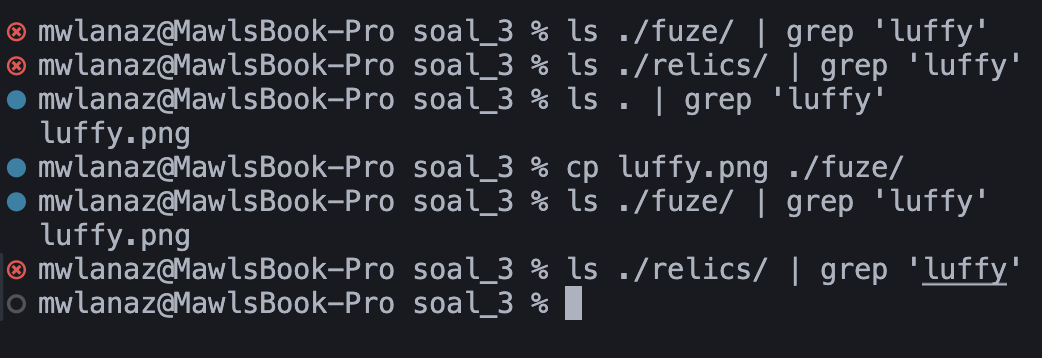 mwlanaz@MawlsBook-Pro soal_3 % ls ./fuze/ | grep 'luffy'
mwlanaz@MawlsBook-Pro soal_3 % ls ./relics/ | grep 'luffy'
mwlanaz@MawlsBook-Pro soal_3 % ls . | grep 'luffy'
luffy.png
mwlanaz@MawlsBook-Pro soal_3 % cp luffy.png ./fuze/
mwlanaz@MawlsBook-Pro soal_3 % ls ./fuze/ | grep 'luffy'
luffy.png
mwlanaz@MawlsBook-Pro soal_3 % ls ./relics/ | grep 'luffy'
mwlanaz@MawlsBook-Pro soal_3 %